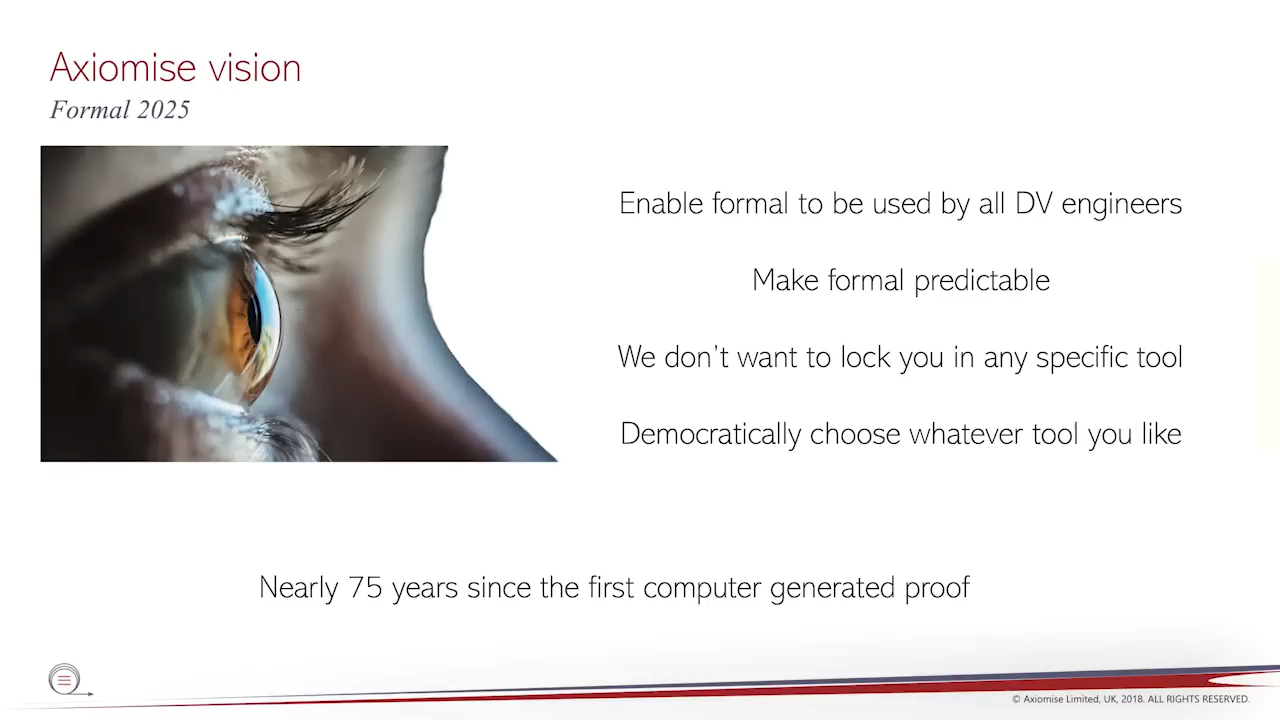 Axiomise vision
Formal 2025
Enable formal to be used by all DV engineers
Make formal predictable
We don't want to lock you in any specific tool
Democratically choose whatever tool you like
Nearly 75 years since the first computer generated proof
© Axiomise Limited, UK, 2018. ALL RIGHTS RESERVED.